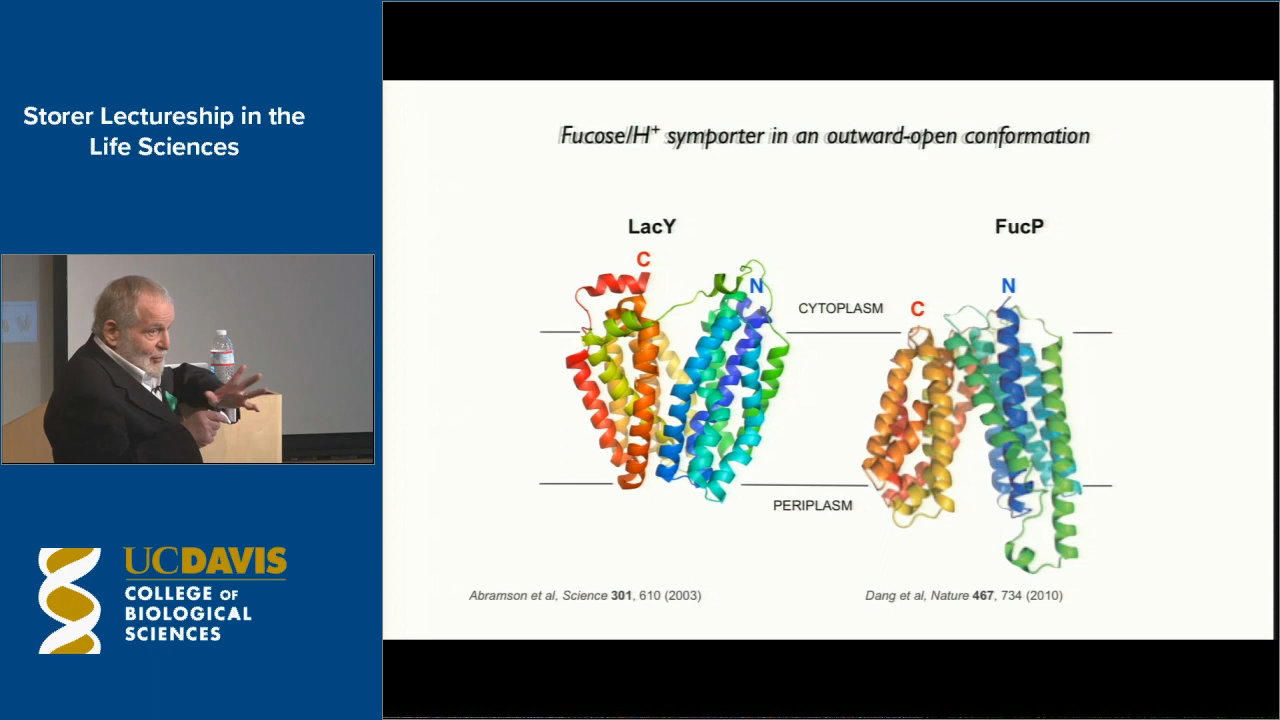 Storer Lectureship in the
Life Sciences
UCDAVIS
COLLEGE OF
BIOLOGICAL
SCIENCES
Fucose/H⁺ symporter in an outward-open conformation
LacY
FucP
C
N
CYTOPLASM
C
N
PERIPLASM
Abramson et al, Science 301, 610 (2003)
Dang et al, Nature 467, 734 (2010)